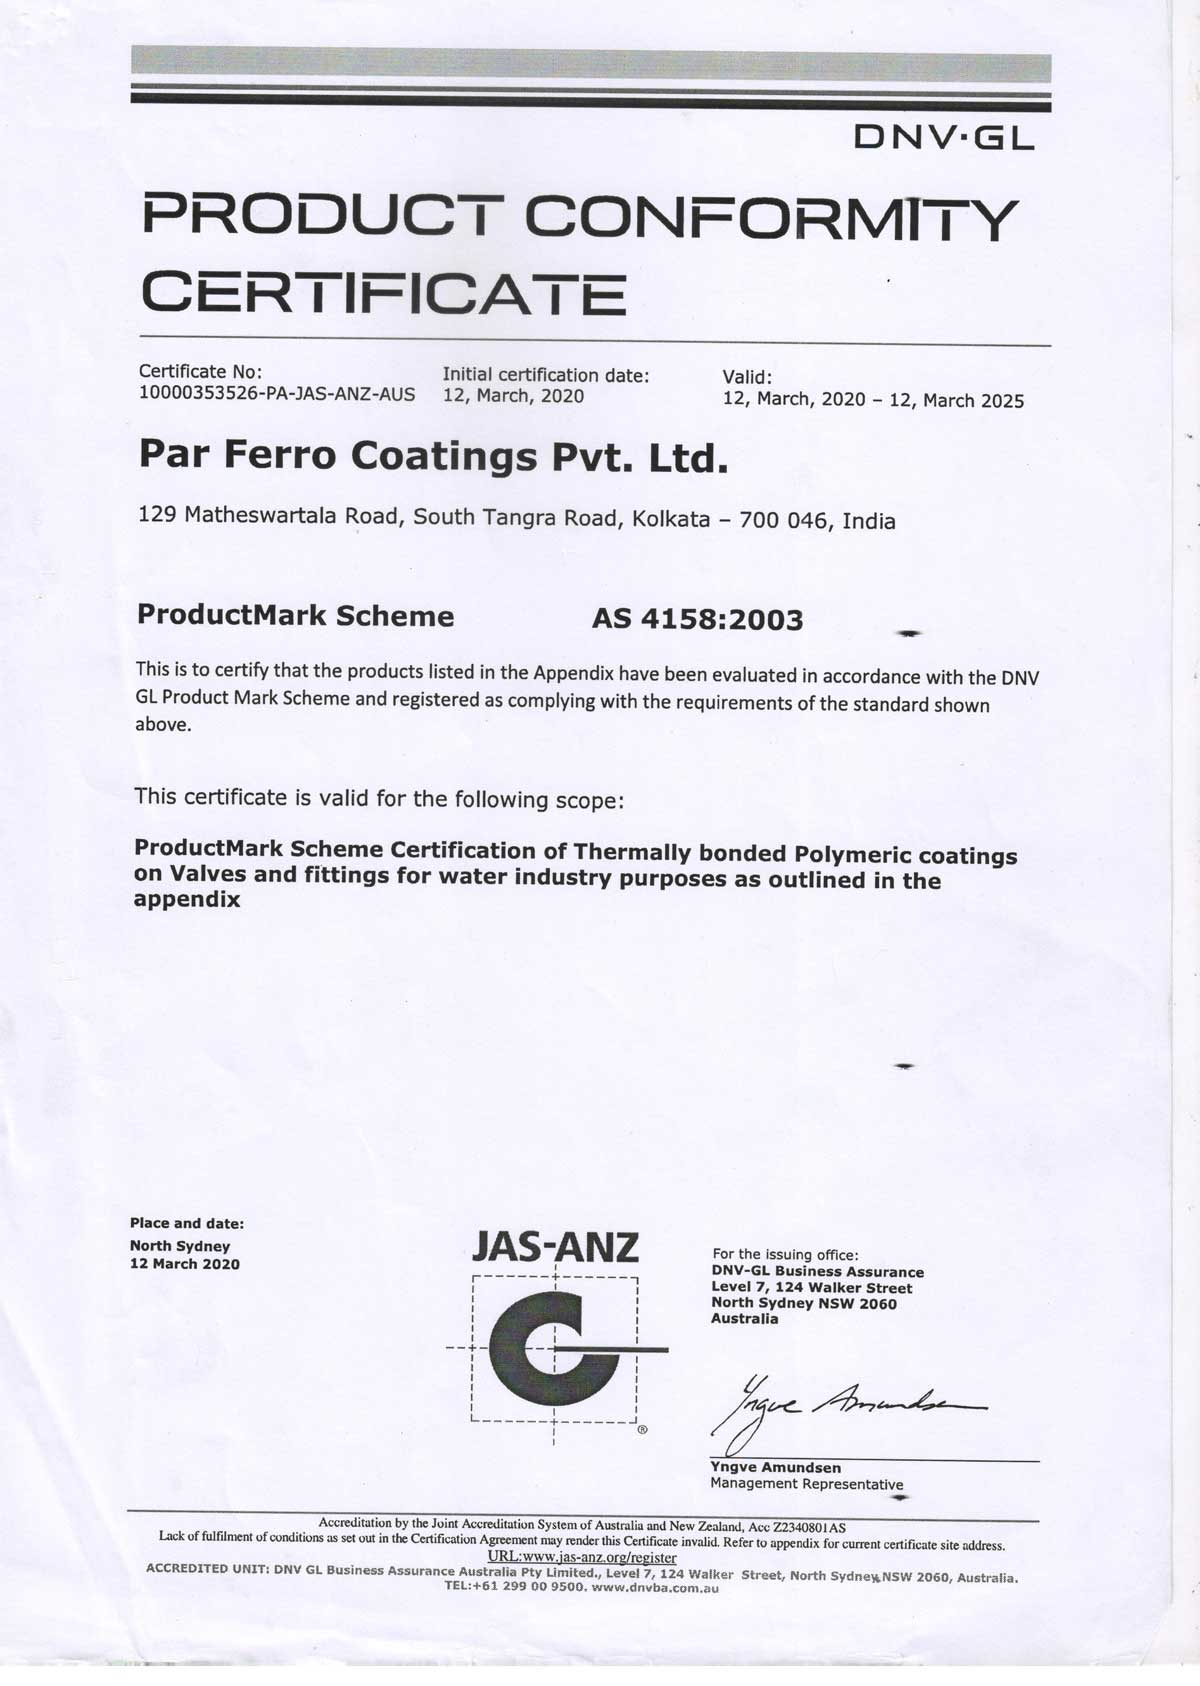 DNV·GL
PRODUCT CONFORMITY
CERTIFICATE
Certificate No:
10000353526-PA-JAS-ANZ-AUS
Initial certification date:
12, March, 2020
Valid:
12, March, 2020 – 12, March 2025
Par Ferro Coatings Pvt. Ltd.
129 Matheswartala Road, South Tangra Road, Kolkata – 700 046, India
ProductMark Scheme AS 4158:2003
This is to certify that the products listed in the Appendix have been evaluated in accordance with the DNV
GL Product Mark Scheme and registered as complying with the requirements of the standard shown
above.
This certificate is valid for the following scope:
ProductMark Scheme Certification of Thermally bonded Polymeric coatings
on Valves and fittings for water industry purposes as outlined in the
appendix
Place and date:
North Sydney
12 March 2020
JAS-ANZ
®
For the issuing office:
DNV-GL Business Assurance
Level 7, 124 Walker Street
North Sydney NSW 2060
Australia
Yngve Amundsen
Yngve Amundsen
Management Representative
Accreditation by the Joint Accreditation System of Australia and New Zealand, Acc Z2340801AS
Lack of fulfilment of conditions as set out in the Certification Agreement may render this Certificate invalid. Refer to appendix for current certificate site address.
URL:www.jas-anz.org/register
ACCREDITED UNIT: DNV GL Business Assurance Australia Pty Limited., Level 7, 124 Walker Street, North Sydney, NSW 2060, Australia.
TEL:+61 299 00 9500. www.dnvba.com.au